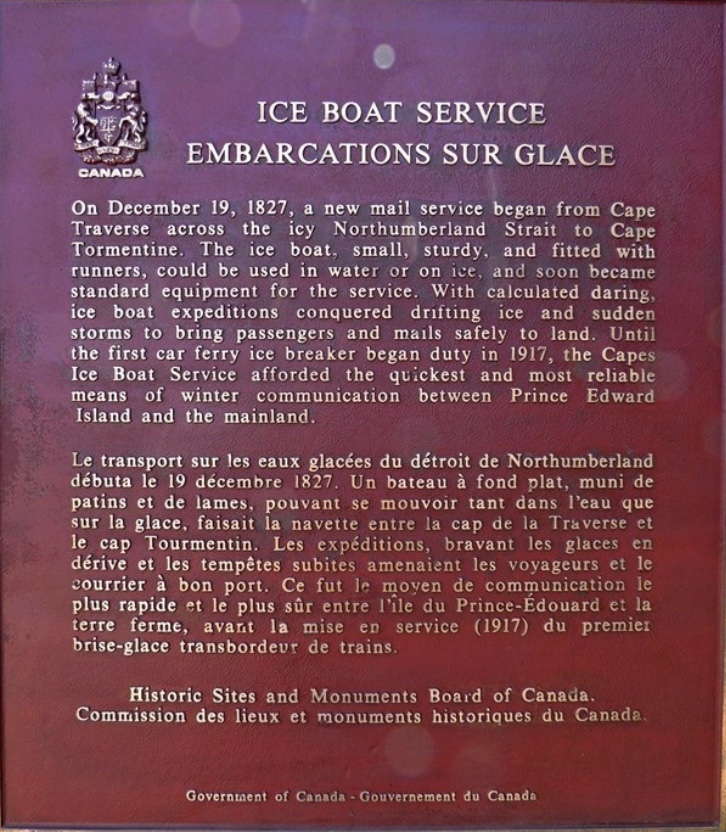 CANADA
ICE BOAT SERVICE
EMBARCATIONS SUR GLACE
On December 19, 1827, a new mail service began from Cape
Traverse across the icy Northumberland Strait to Cape
Tormentine. The ice boat, small, sturdy, and fitted with
runners, could be used in water or on ice, and soon became
standard equipment for the service. With calculated daring,
ice boat expeditions conquered drifting ice and sudden
storms to bring passengers and mails safely to land. Until
the first car ferry ice breaker began duty in 1917, the Capes
Ice Boat Service afforded the quickest and most reliable
means of winter communication between Prince Edward
Island and the mainland.
Le transport sur les eaux glacées du détroit de Northumberland
débuta le 19 décembre 1827. Un bateau à fond plat, muni de
patins et de lames, pouvant se mouvoir tant dans l'eau que
sur la glace, faisait la navette entre la cap de la Traverse et
le cap Tourmentin. Les expéditions, bravant les glaces en
dérive et les tempêtes subites amenaient les voyageurs et le
courrier à bon port. Ce fut le moyen de communication le
plus rapide et le plus sûr entre l'île du Prince-Édouard et la
terre ferme, avant la mise en service (1917) du premier
brise-glace transbordeur de trains.
Historic Sites and Monuments Board of Canada.
Commission des lieux et monuments historiques du Canada.
Government of Canada - Gouvernement du Canada